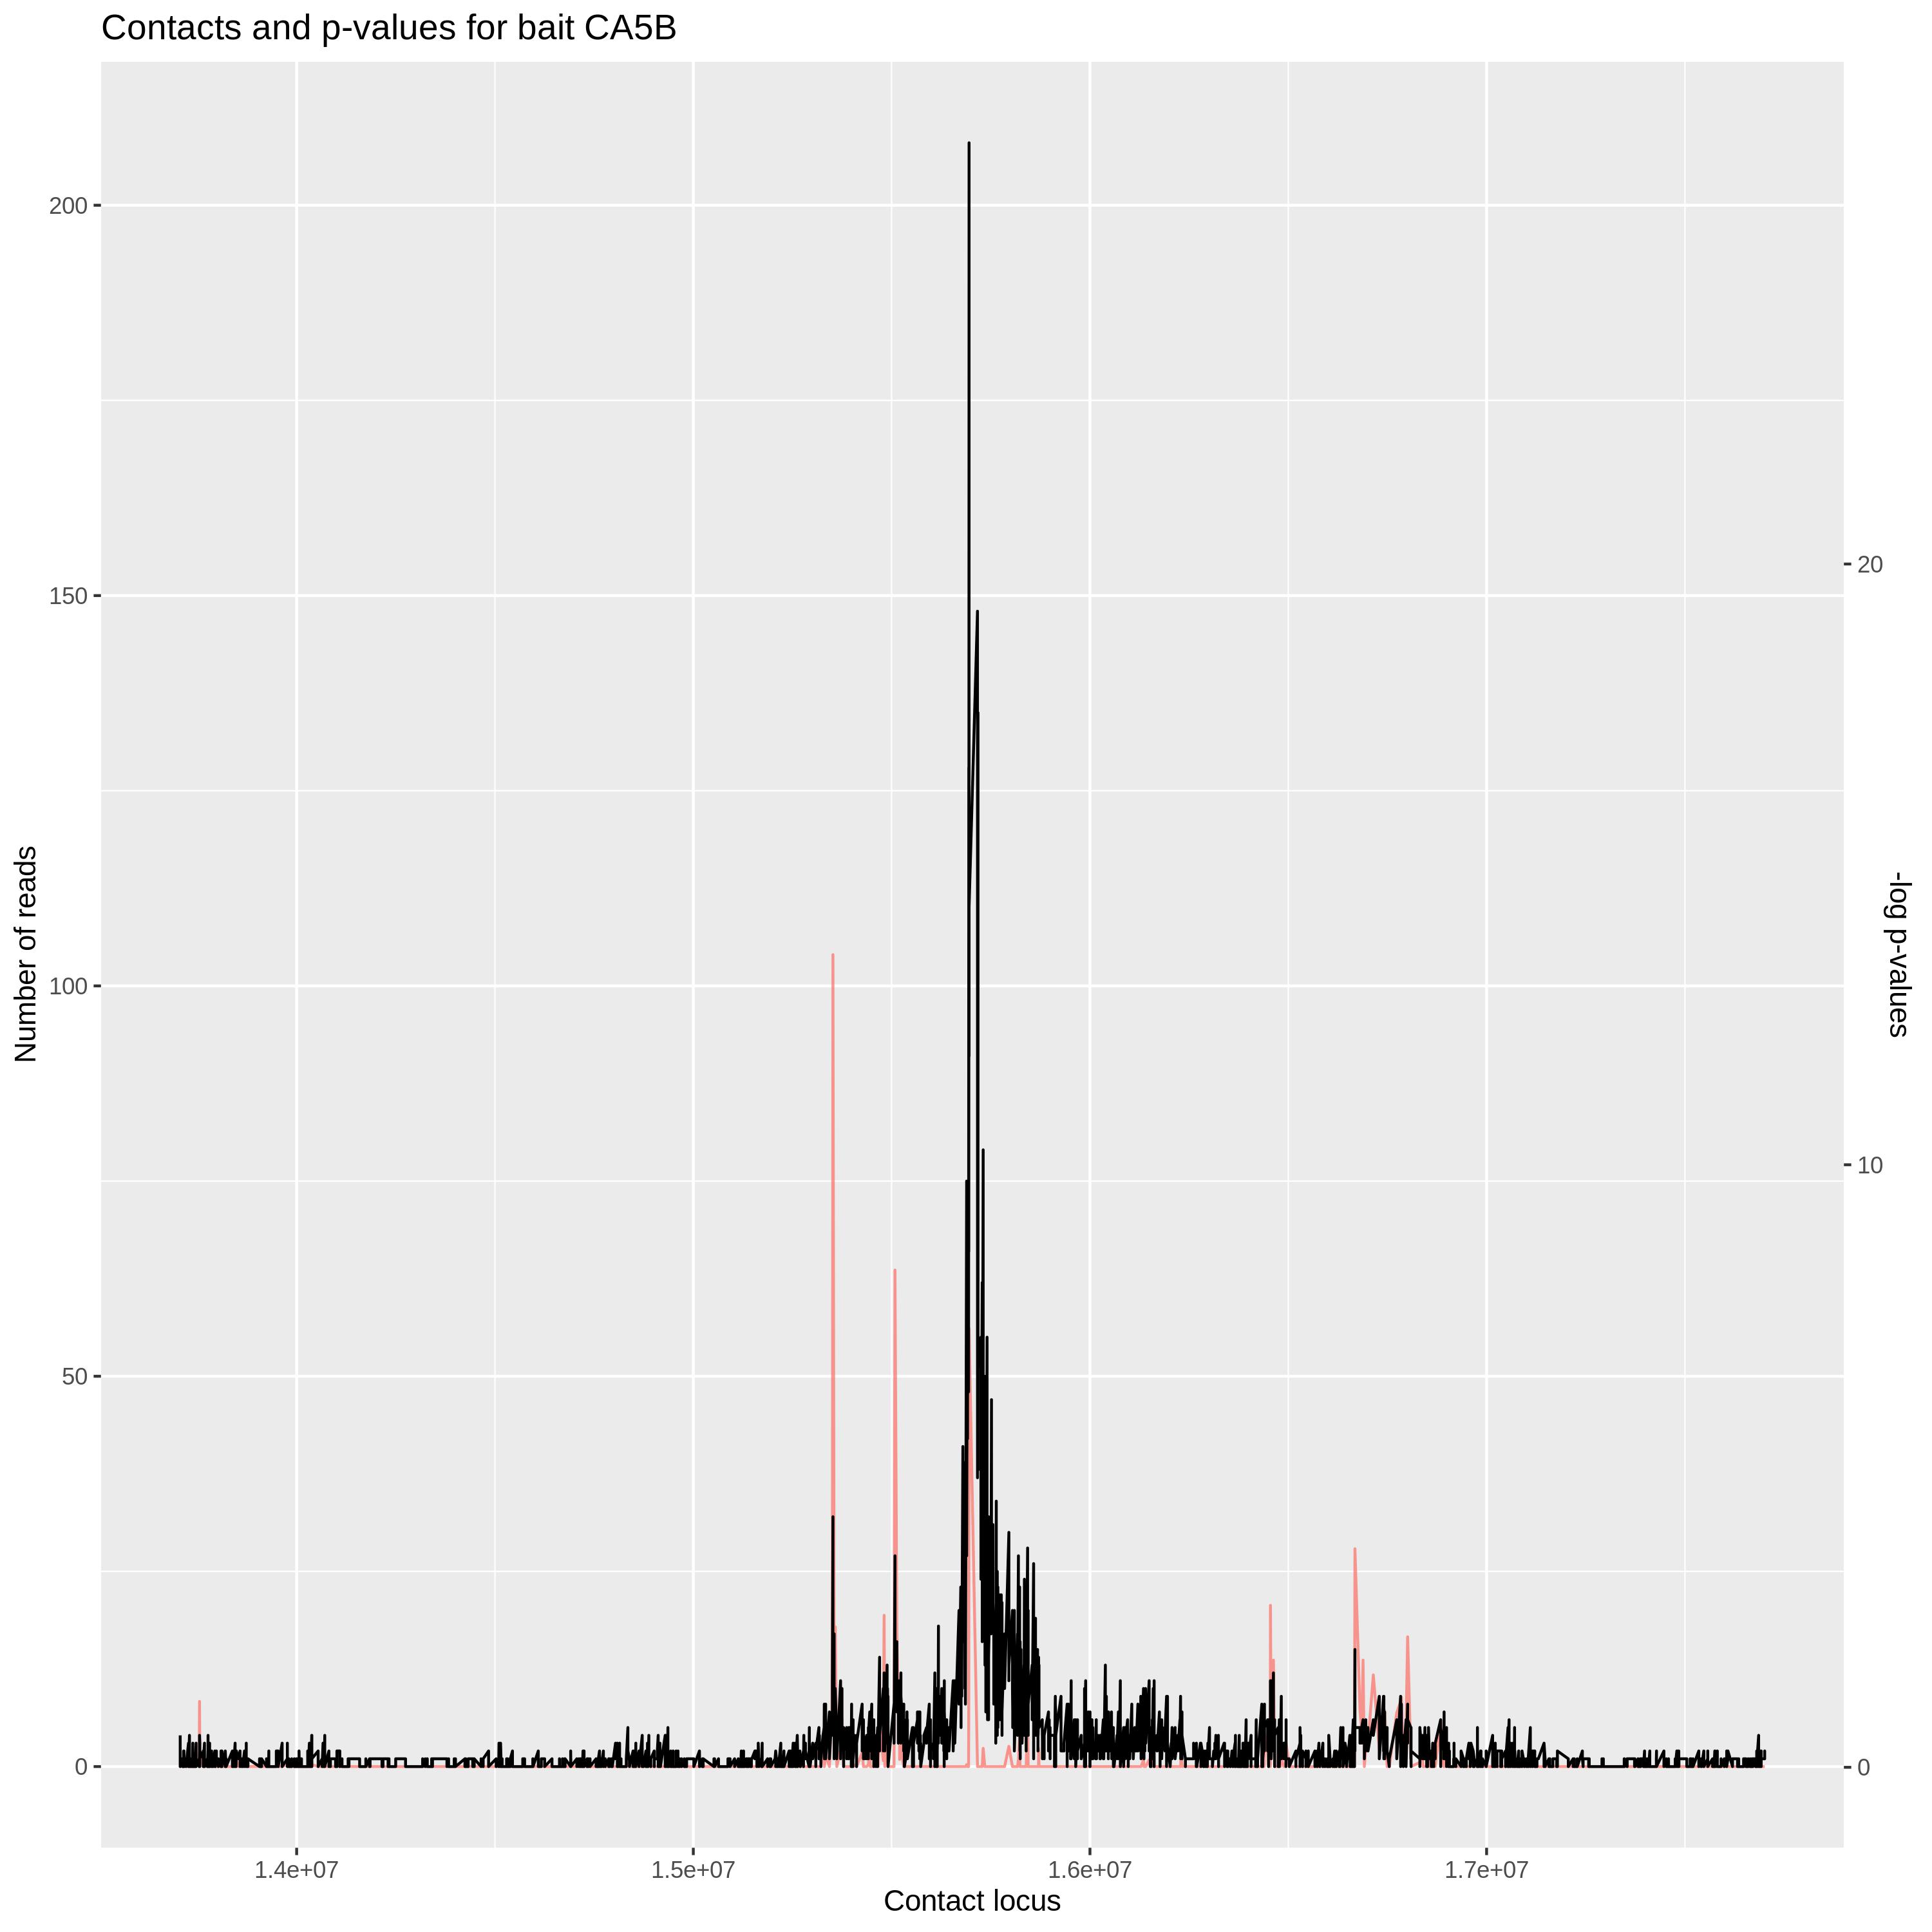 Contacts and p-values for bait CA5B
200
150
100
50
0
Number of reads
20
10
0
-log p-values
1.4e+07 1.5e+07 1.6e+07 1.7e+07
Contact locus